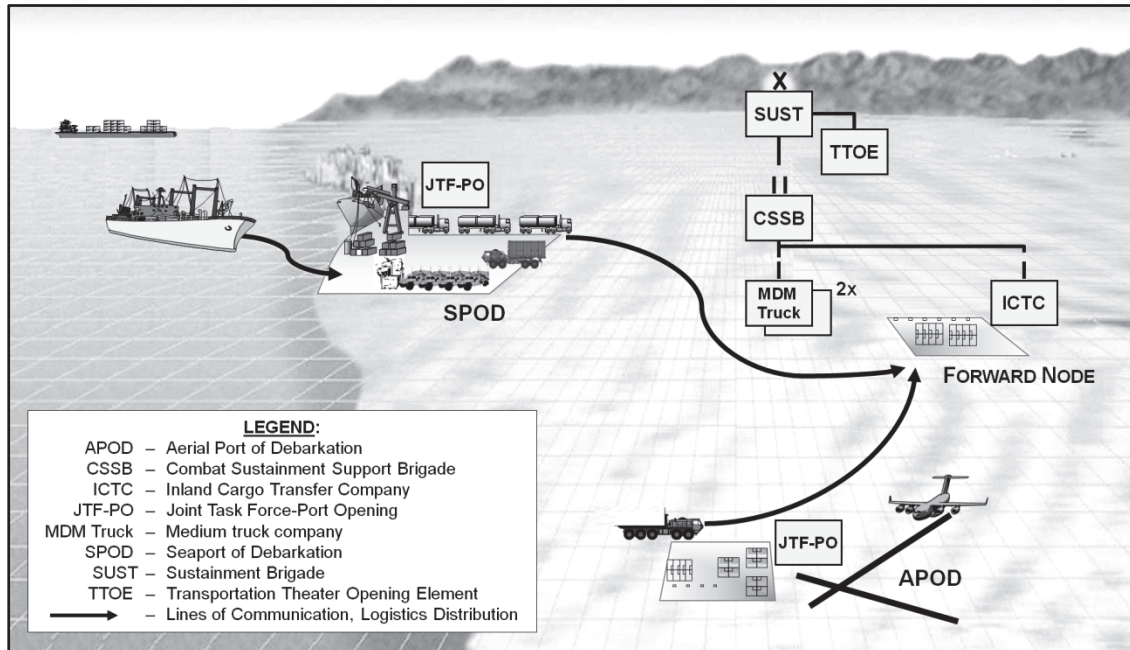 X
SUST
TTOE
JTF-PO
CSSB
MDM
Truck
2x
ICTC
SPOD
FORWARD NODE
LEGEND:
APOD – Aerial Port of Debarkation
CSSB – Combat Sustainment Support Brigade
ICTC – Inland Cargo Transfer Company
JTF-PO – Joint Task Force-Port Opening
MDM Truck – Medium truck company
SPOD – Seaport of Debarkation
SUST – Sustainment Brigade
TTOE – Transportation Theater Opening Element
Lines of Communication, Logistics Distribution
JTF-PO
APOD